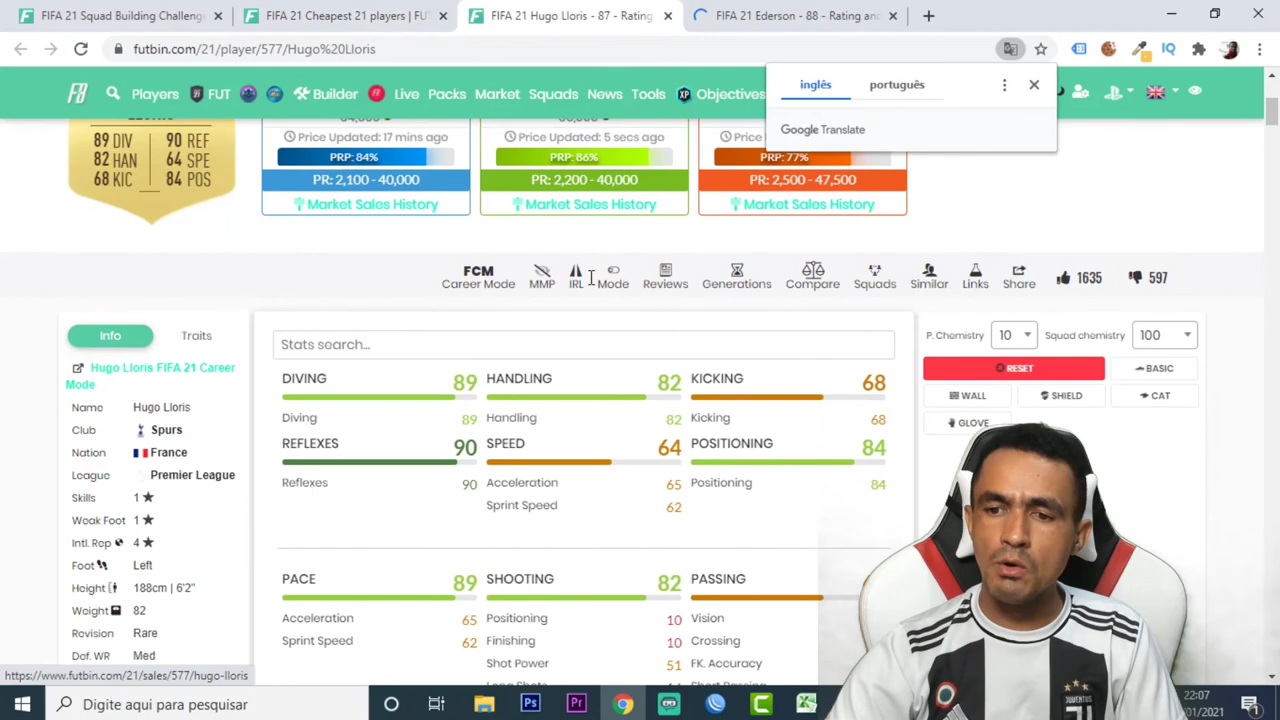 FIFA 21 Squad Building Challenge
FIFA 21 Cheapest 21 players | FUT
FIFA 21 Hugo Lloris - 87 - Rating
FIFA 21 Ederson - 88 - Rating and
futbin.com/21/player/577/Hugo%20Lloris
inglês português
Google Translate
F8 Players FUT Builder Live Packs Market Squads News Tools XP Objectives
89 DIV 90 REF
82 HAN 64 SPE
68 KIC 84 POS
Price Updated: 17 mins ago
PRP: 84%
PR: 2,100 - 40,000
Market Sales History
Price Updated: 5 secs ago
PRP: 86%
PR: 2,200 - 40,000
Market Sales History
PRP: 77%
PR: 2,500 - 47,500
Market Sales History
FCM
Career Mode MMP IRL Mode Reviews Generations Compare Squads Similar Links Share 1635 597
Info Traits
Hugo Lloris FIFA 21 Career
Mode
Name Hugo Lloris
Club Spurs
Nation France
League Premier League
Skills 1
Weak Foot 1
Intl. Rep 4
Foot Left
Height 188cm | 6'2"
Weight 82
Revision Rare
Def. WR Med
Stats search...
DIVING 89 HANDLING 82 KICKING 68
Diving 89 Handling 82 Kicking 68
REFLEXES 90 SPEED 64 POSITIONING 84
Reflexes 90 Acceleration 65 Positioning 84
Sprint Speed 62
PACE 89 SHOOTING 82 PASSING
Acceleration 65 Positioning 10 Vision
Sprint Speed 62 Finishing 10 Crossing
Shot Power 51 FK. Accuracy
P. Chemistry 10 Squad chemistry 100
RESET BASIC
WALL SHIELD CAT
GLOVE
https://www.futbin.com/21/sales/577/hugo-lloris
Digite aqui para pesquisar
22:07
/01/2021
JUVENTUS